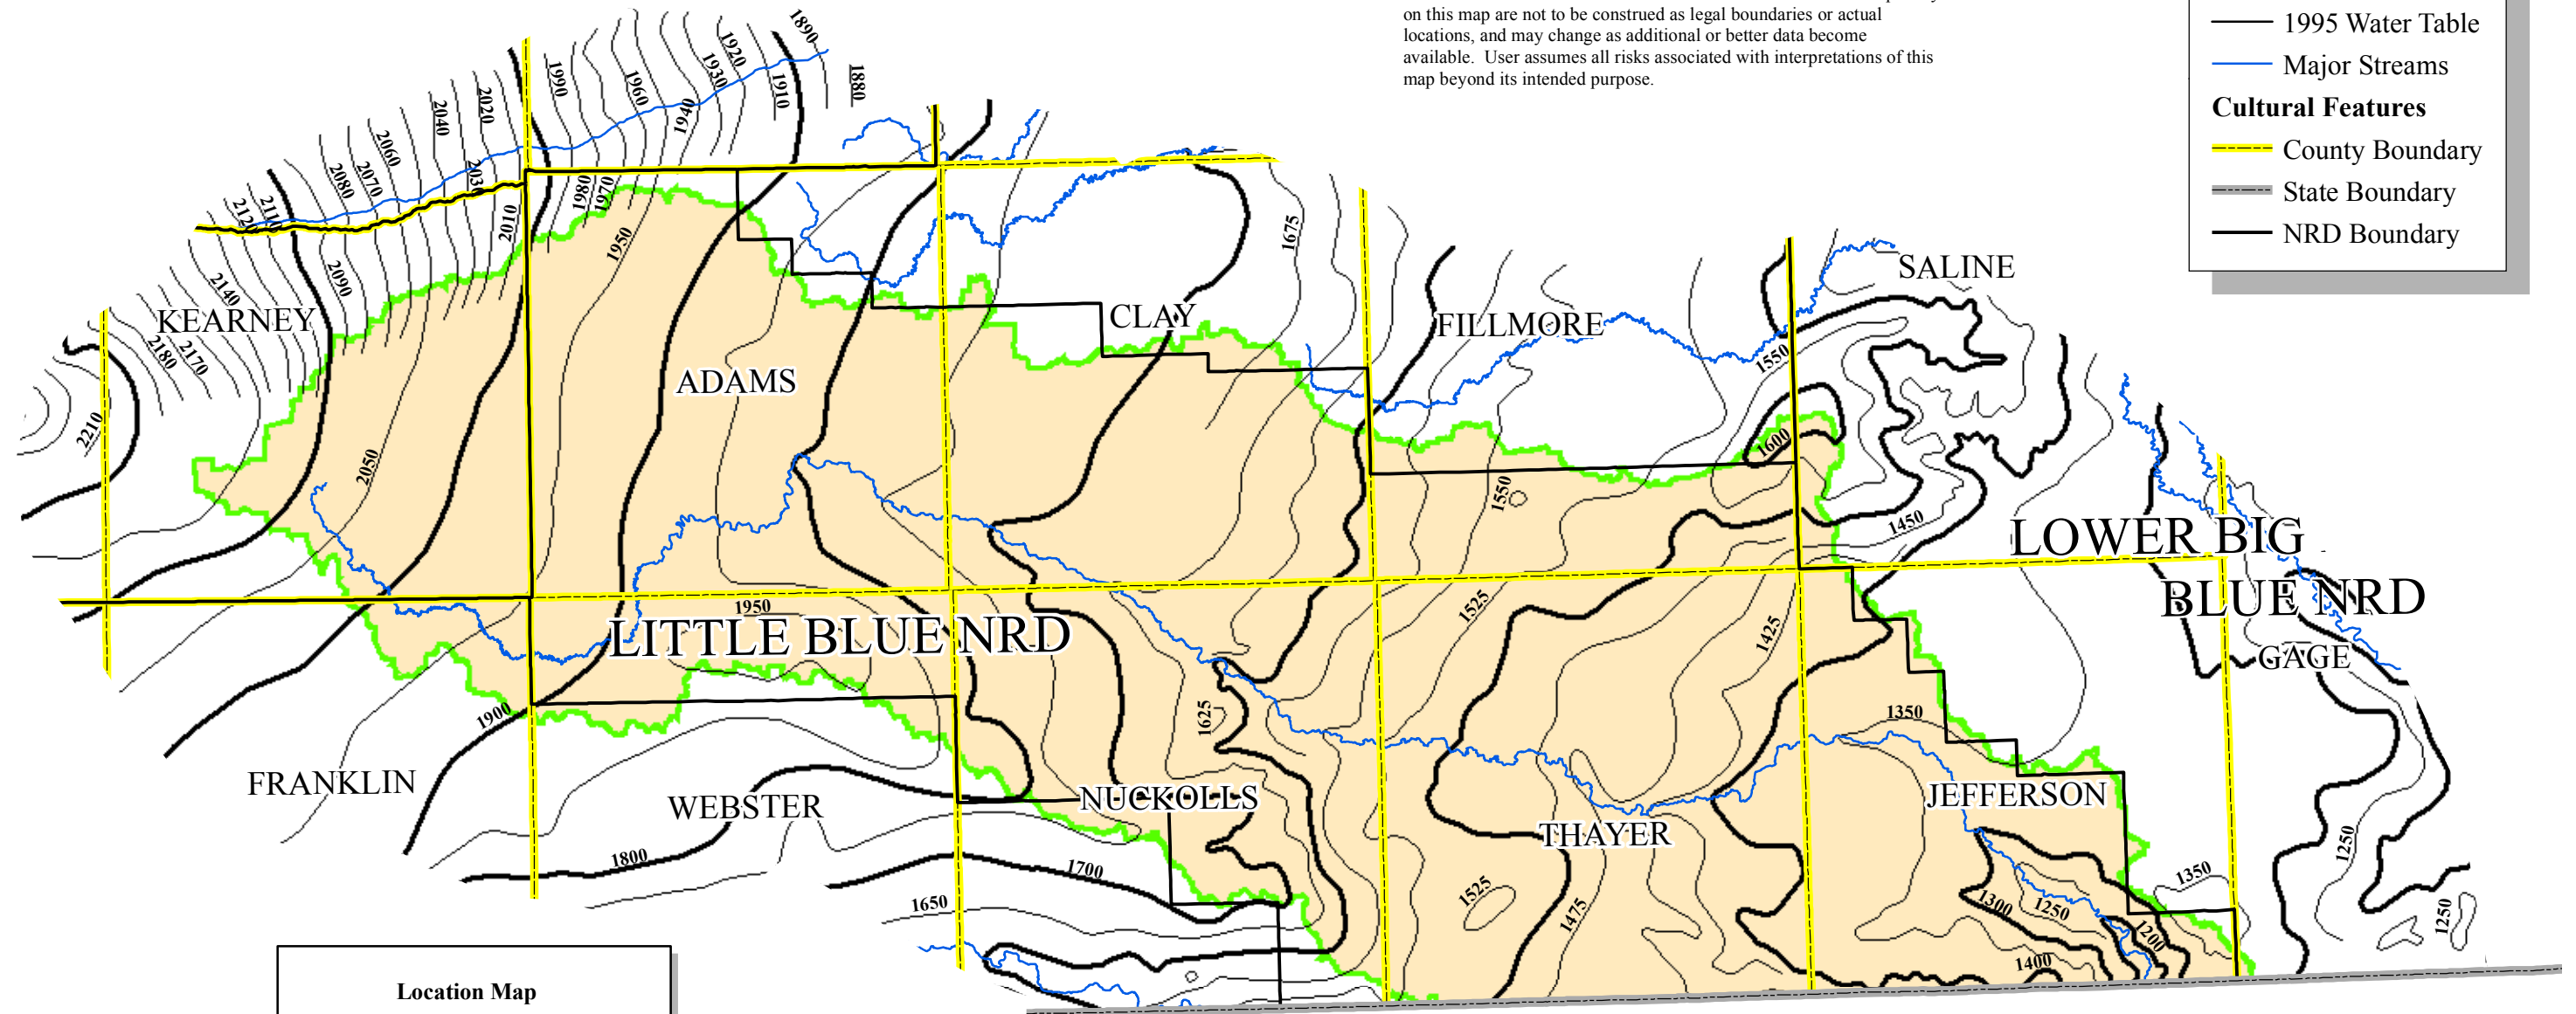 on this map are not to be construed as legal boundaries or actual
locations, and may change as additional or better data become
available. User assumes all risks associated with interpretations of this
map beyond its intended purpose.
1995 Water Table
Major Streams
Cultural Features
County Boundary
State Boundary
NRD Boundary
1890
1920
1930
1910
1880
1990
1960
1940
2020
2040
2060
2070
2080
2030
2110
2120
2010
1980
1970
1950
2090
2140
2180
2170
2210
2050
KEARNEY
ADAMS
CLAY
1675
FILLMORE
SALINE
1550
1600
1550
1450
LOWER BIG
BLUE NRD
GAGE
1950
LITTLE BLUE NRD
1525
1425
1900
1625
1350
FRANKLIN
WEBSTER
NUCKOLLS
THAYER
JEFFERSON
1800
1700
1650
1525
1475
1300
1250
1200
1400
1350
1250
1250
Location Map